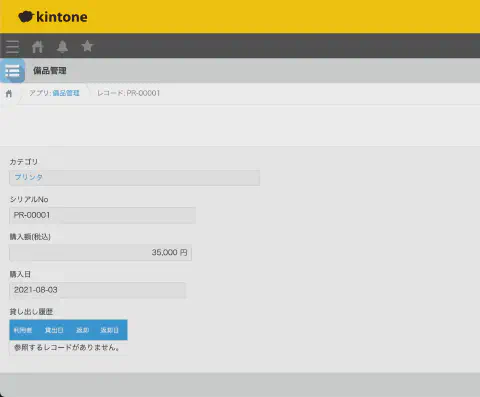 kintone
備品管理
アプリ: 備品管理 レコード: PR-00001
カテゴリ
プリンタ
シリアルNo
PR-00001
購入額(税込)
35,000 円
購入日
2021-08-03
貸し出し履歴
利用者 貸出日 返却 返却日
参照するレコードがありません。